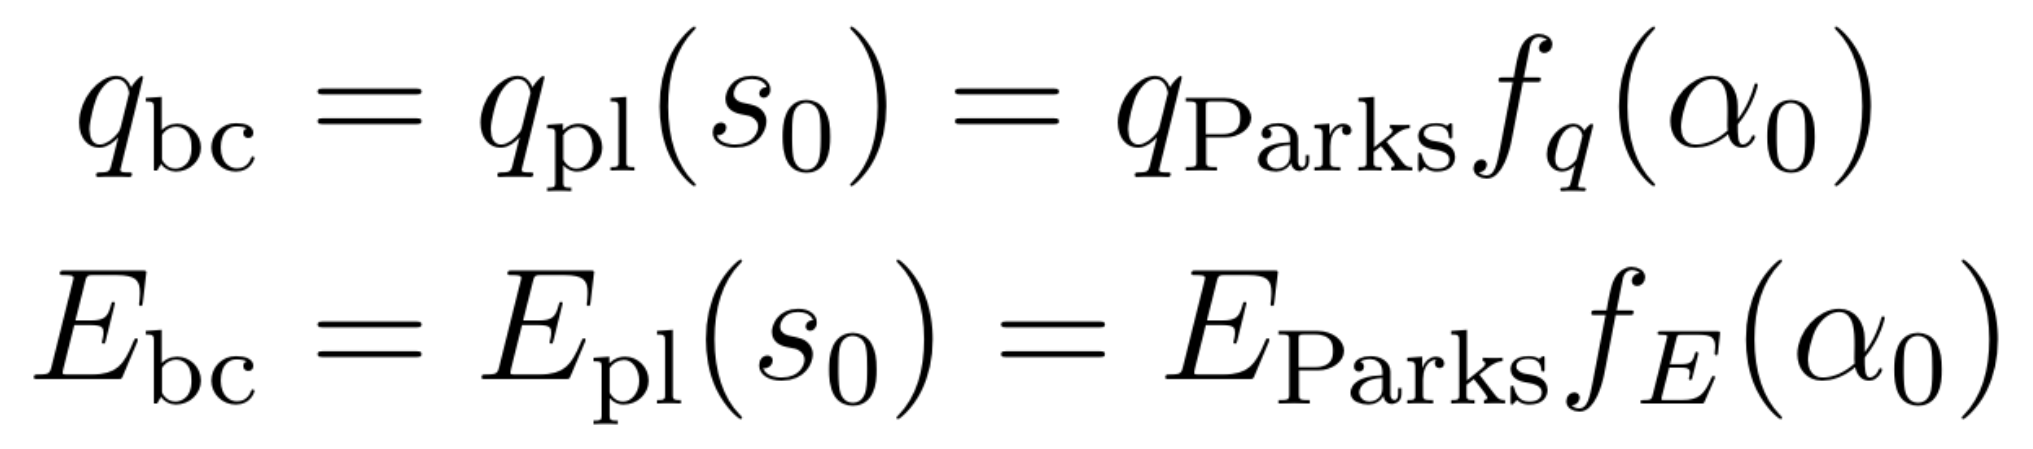 q_bc = q_pl(s_0) = q_Parks f_q(α_0)
E_bc = E_pl(s_0) = E_Parks f_E(α_0)